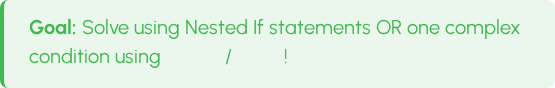 Goal: Solve using Nested If statements OR one complex
condition using / !